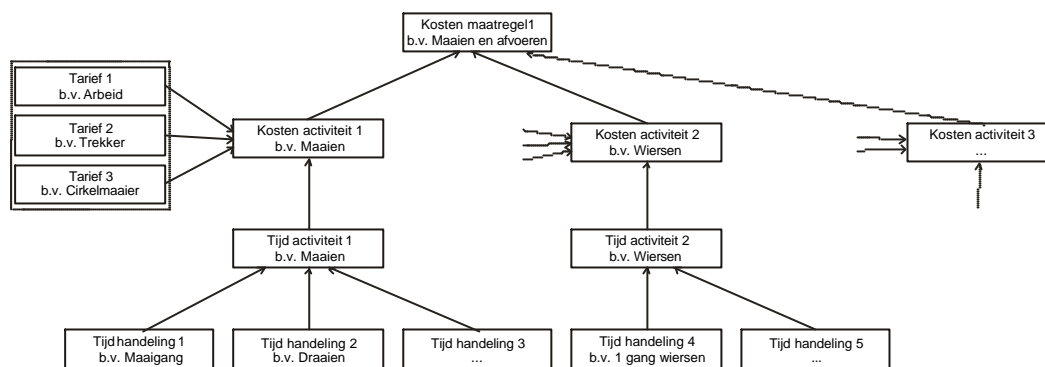 Kosten maatregel1
b.v. Maaien en afvoeren
Tarief 1
b.v. Arbeid
Tarief 2
b.v. Trekker
Tarief 3
b.v. Cirkelmaaier
Kosten activiteit 1
b.v. Maaien
Kosten activiteit 2
b.v. Wiersen
Kosten activiteit 3
...
Tijd activiteit 1
b.v. Maaien
Tijd activiteit 2
b.v. Wiersen
Tijd handeling 1
b.v. Maaigang
Tijd handeling 2
b.v. Draaien
Tijd handeling 3
...
Tijd handeling 4
b.v. 1 gang wiersen
Tijd handeling 5
...